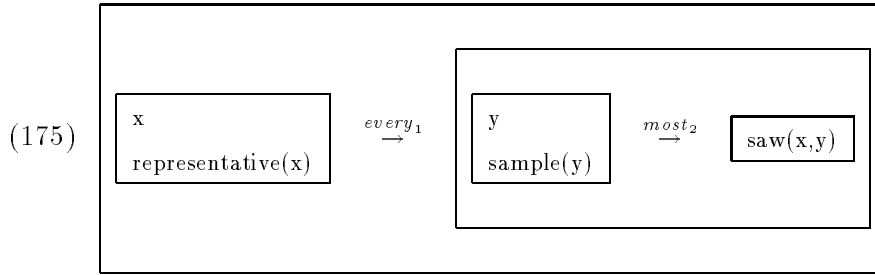 (175)
x
representative(x)
every₁
→
y
sample(y)
most₂
→
saw(x,y)